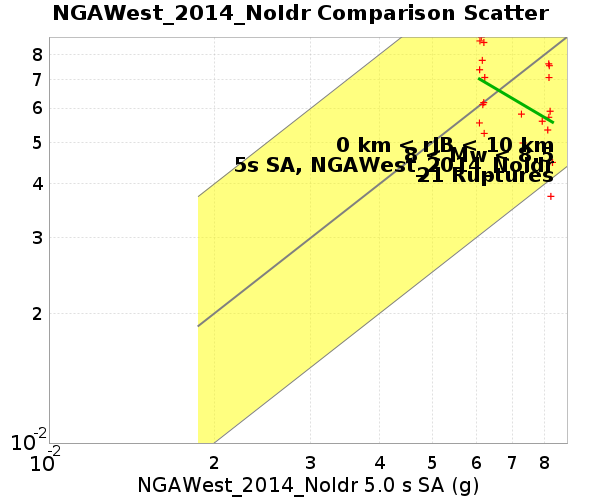 NGAWest_2014_NoIdr Comparison Scatter
8
7
6
5
4
3
2
10-2
0 km < rJB < 10 km
8 < Mw < 8.5
5s SA, NGAWest_2014_NoIdr
21 Ruptures
10-2
2 3 4 5 6 7 8
NGAWest_2014_NoIdr 5.0 s SA (g)